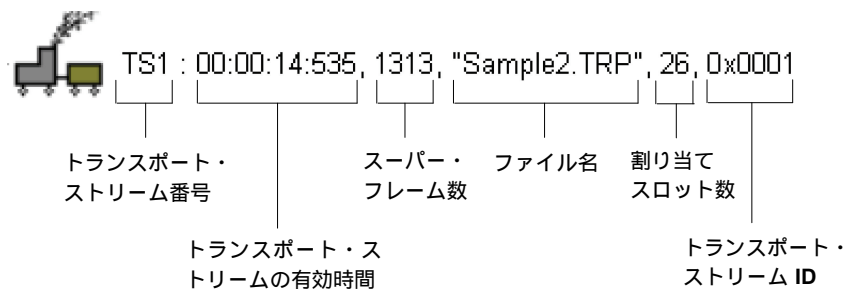 TS1 : 00:00:14:535, 1313, "Sample2.TRP", 26, 0x0001
トランスポート・
ストリーム番号
スーパー・
フレーム数
ファイル名
割り当て
スロット数
トランスポート・ス
トリームの有効時間
トランスポート・
ストリーム ID